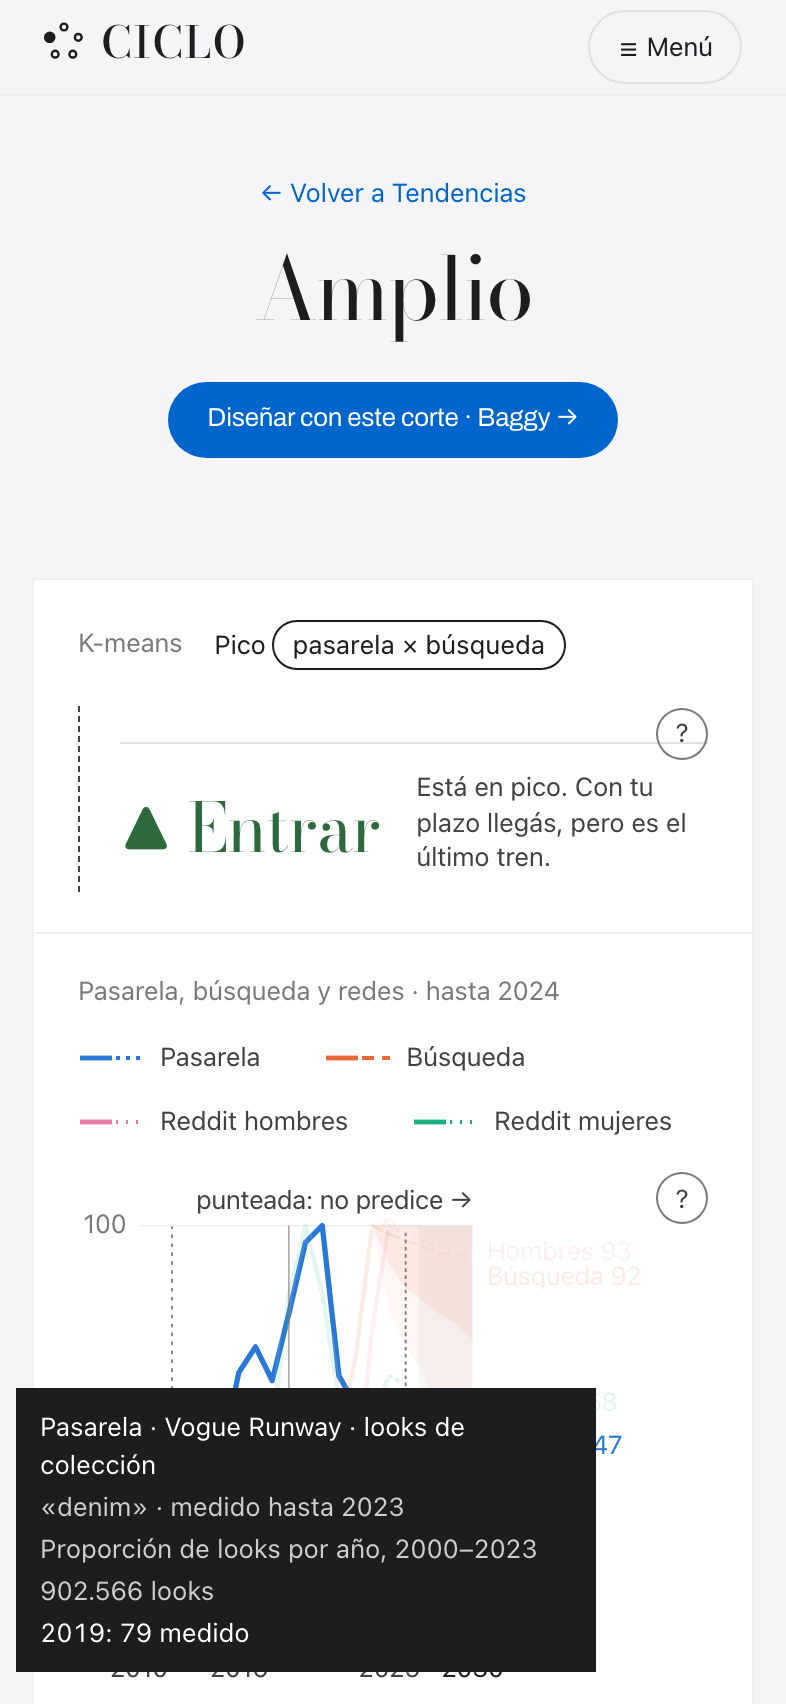 CICLO
≡ Menú
← Volver a Tendencias
Amplio
Diseñar con este corte · Baggy →
K-means Pico pasarela × búsqueda
?
Entrar
Está en pico. Con tu
plazo llegás, pero es el
último tren.
Pasarela, búsqueda y redes · hasta 2024
Pasarela Búsqueda
Reddit hombres Reddit mujeres
punteada: no predice →
?
100
Hombres 93
Búsqueda 92
47
Pasarela · Vogue Runway · looks de
colección
«denim» · medido hasta 2023
Proporción de looks por año, 2000–2023
902.566 looks
2019: 79 medido